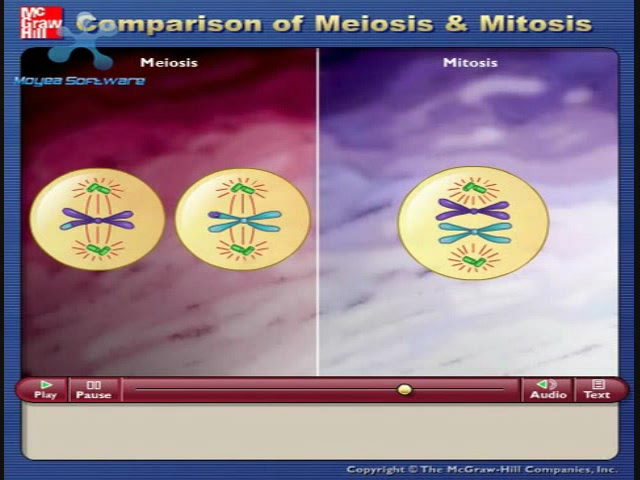 Mc
Graw
Hill
Comparison of Meiosis & Mitosis
Moyea Software
Meiosis
Mitosis
Play
Pause
Audio
Text
Copyright © The McGraw-Hill Companies, Inc.